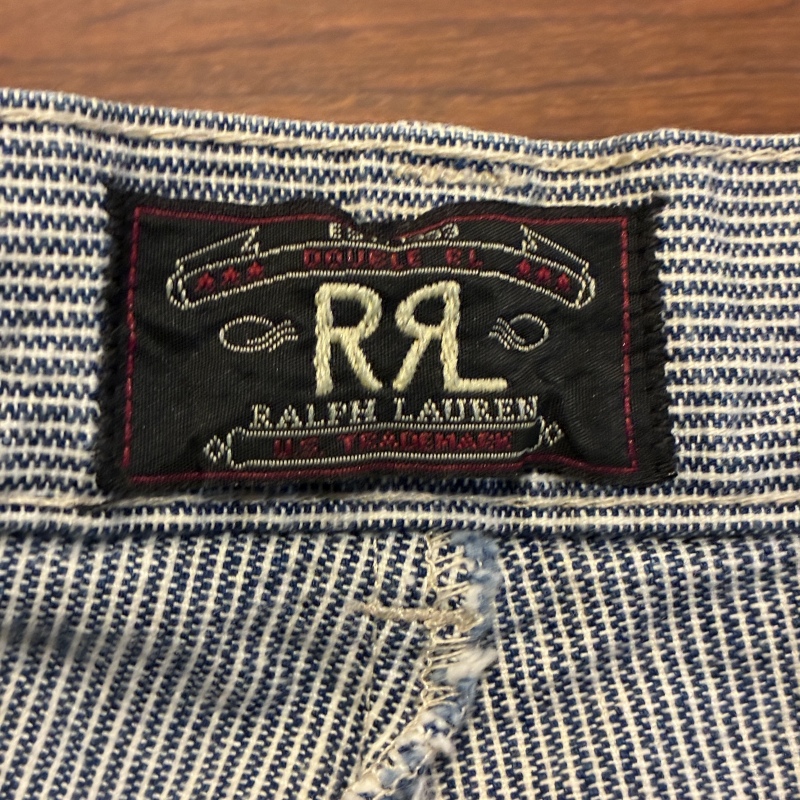 DOUBLE RL
RRL
RALPH LAUREN
U.S. TRADEMARK